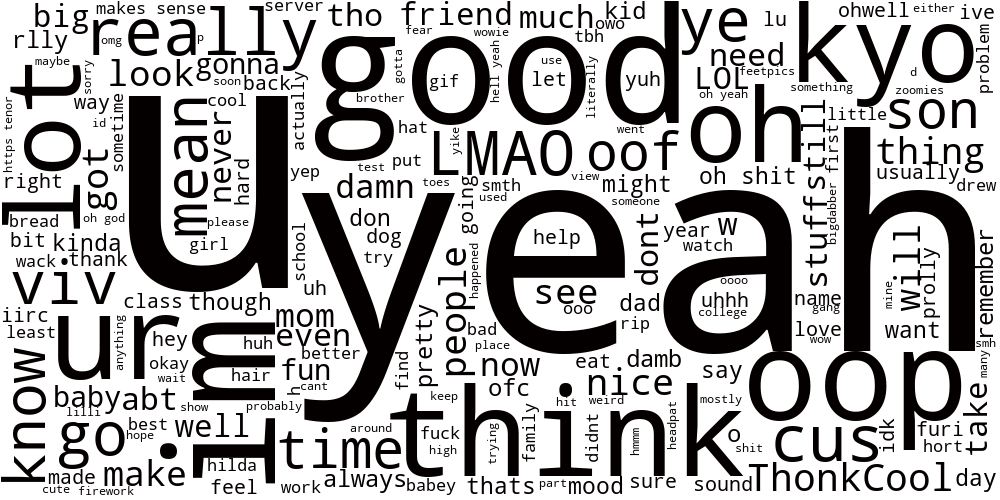 big makes sense server tho friend much kid ye lu ohwell either ive
rlly omg really p fear wowie owo tbh need kyo problem
maybe sorry look gonna soon back gotta good gif hell yeah use let literally yuh LOL feetpics something d zoomies
lot https tenor way id sometime cool actually brother oh yeah oh son little
right got mean never hard u yep test hat put LMAO yike oof went still first thing
bread oh god please damn toes smth used view might someone oh shit usually drew
bit kinda girl don dog try going help dont year w watch stuff bigdabber
wack thank school yeah people happened see ooo dad oooo uhhh college name gang will mine prolly remember
viv class though uh mom pretty bad place rip love wow want smh
iirc least anything hey huh even better now eat damb say oop many
know ur okay wait m hair fun h cant find nice mostly take
baby lilli abt show probably i think keep ofc hit weird o shit cus furi
go . best hope well time around fuck high trying family didnt hmmm headpat idk hort
made make hilda feel l work always babey thats part mood sure sound ThonkCool day
cute firework